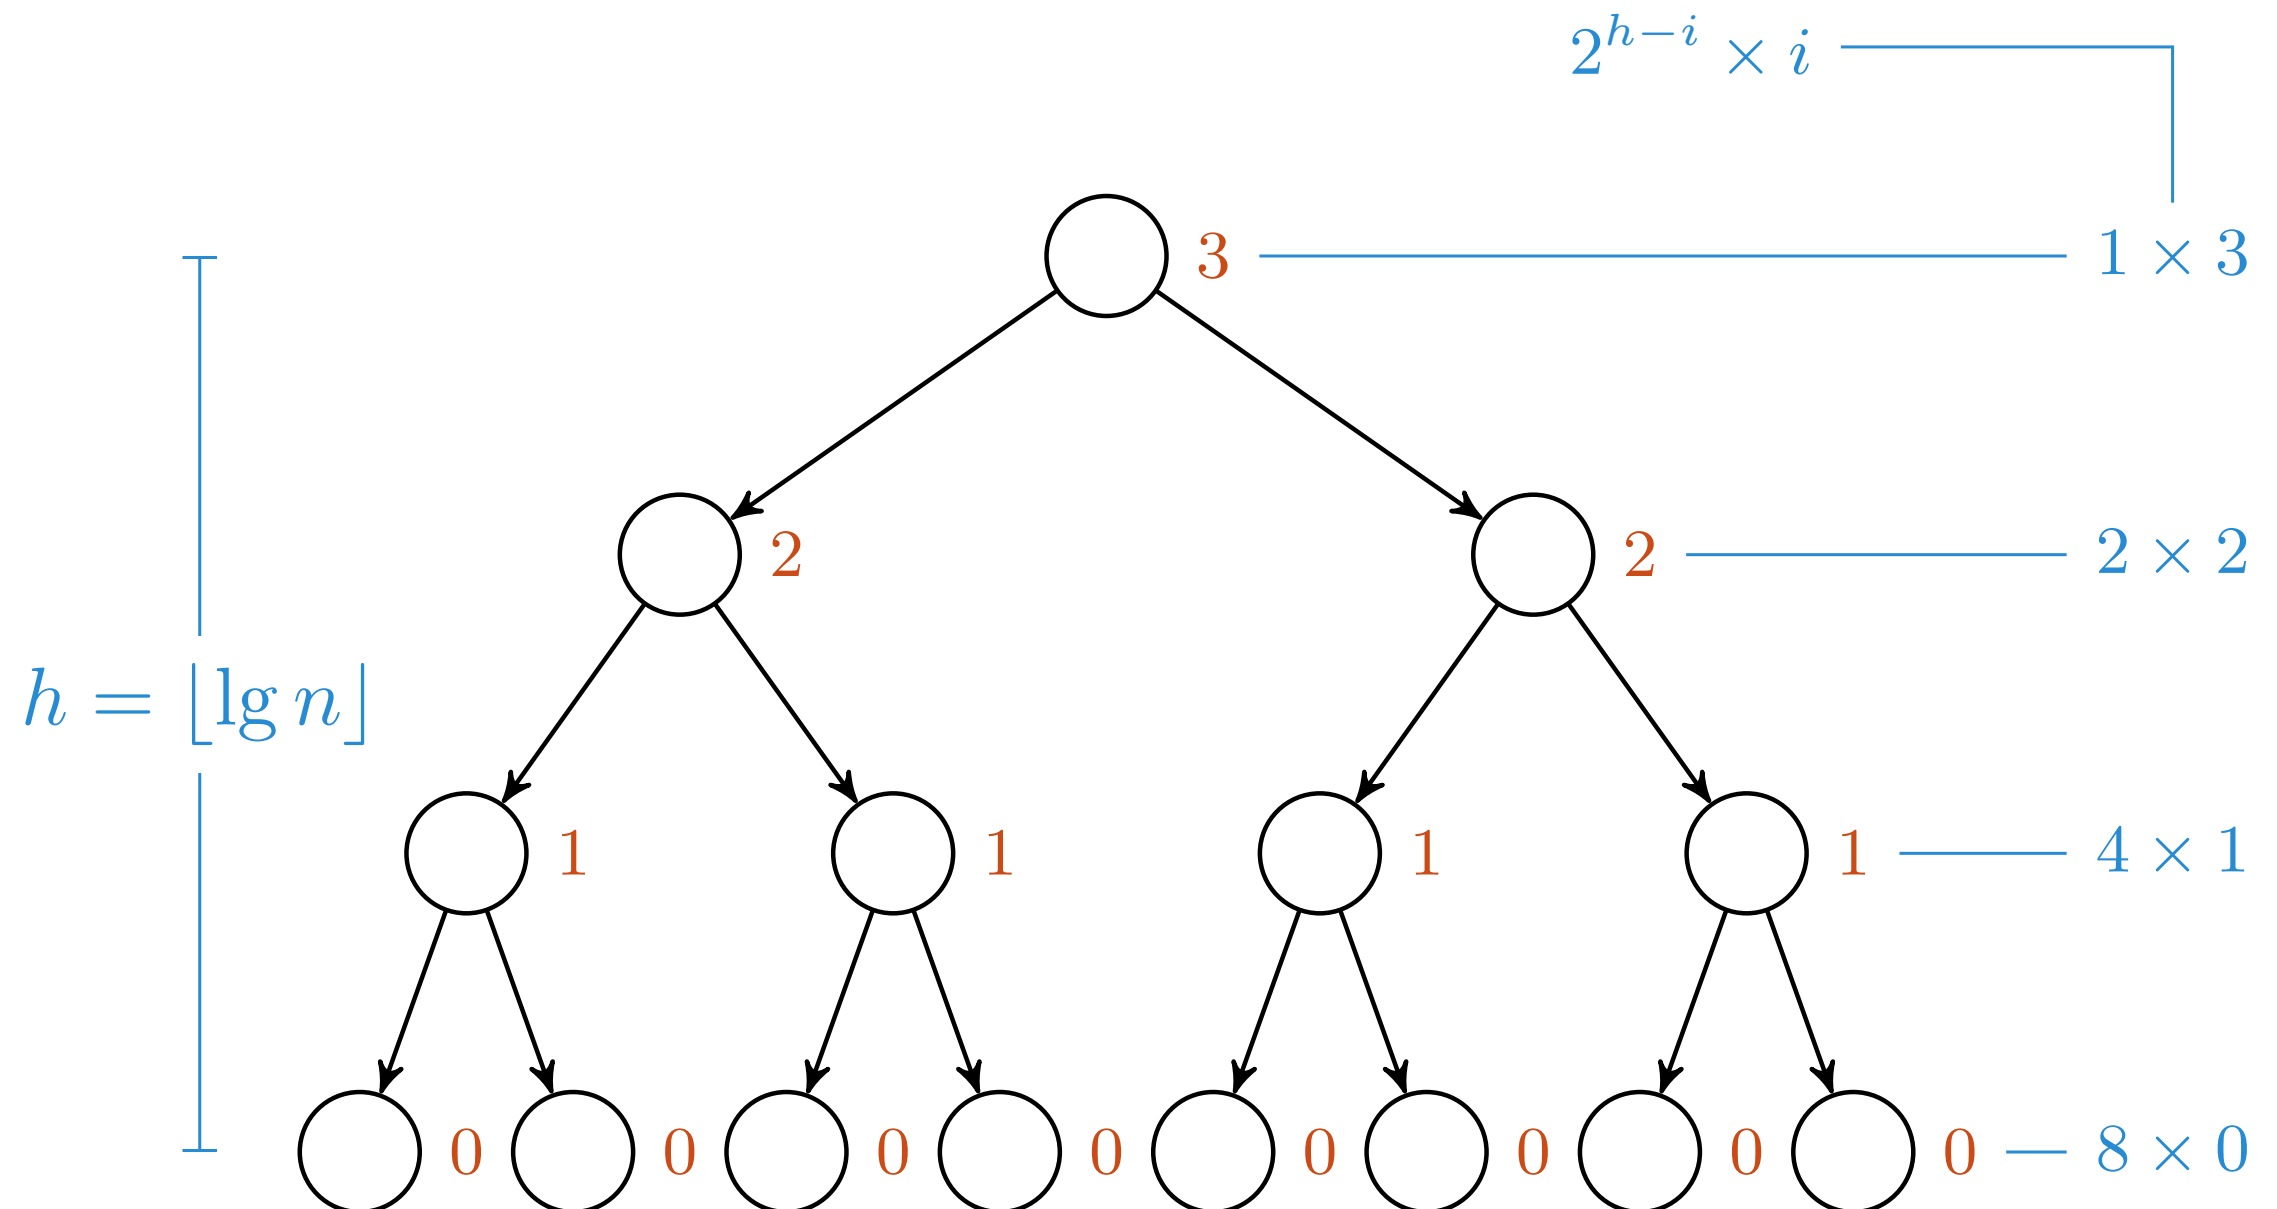 2^{h-i} × i
3 1 × 3
2 2 2 × 2
h = ⌊lg n⌋
1 1 1 1 4 × 1
0 0 0 0 0 0 0 0 8 × 0